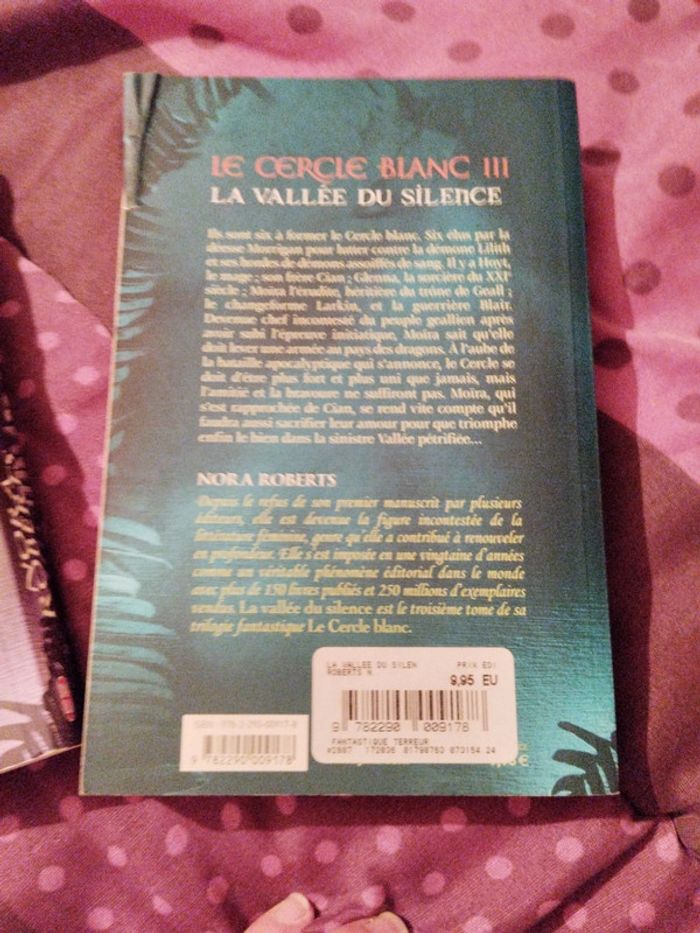 LE CERCLE BLANC III
LA VALLÉE DU SILENCE
Ils sont six à former le Cercle blanc. Six élus par la
déesse Morrigan pour lutter contre la démone Lilith
et ses hordes de démons assoiffés de sang. Il y a Hoyt,
le mage ; son frère Cian ; Glenna, la sorcière du XXIe
siècle ; Moïra l'érudite, héritière du trône de Geall ;
le changeforme Larkin, et la guerrière Blair.
Devenue chef incontesté du peuple geallien après
avoir subi l'épreuve initiatique, Moïra sait qu'elle
doit lever une armée au pays des dragons. À l'aube de
la bataille apocalyptique qui s'annonce, le Cercle se
doit d'être plus fort et plus uni que jamais, mais
l'amitié et la bravoure ne suffiront pas. Moïra, qui
s'est rapprochée de Cian, se rend vite compte qu'il
faudra aussi sacrifier leur amour pour que triomphe
enfin le bien dans la sinistre Vallée pétrifiée...
NORA ROBERTS
Depuis le refus de son premier manuscrit par plusieurs
éditeurs, elle est devenue la figure incontestée de la
littérature féminine, genre qu'elle a contribué à renouveler
en profondeur. Elle s'est imposée en une vingtaine d'années
comme un véritable phénomène éditorial dans le monde
avec plus de 150 livres publiés et 250 millions d'exemplaires
vendus. La vallée du silence est le troisième tome de sa
trilogie fantastique Le Cercle blanc.
LA VALLEE DU SILEN PRIX EDI
ROBERTS N.
9,95 EU
9 782290 009178
FANTASTIQUE TERREUR
ISBN : 978-2-290-00917-8
9 782290 009178